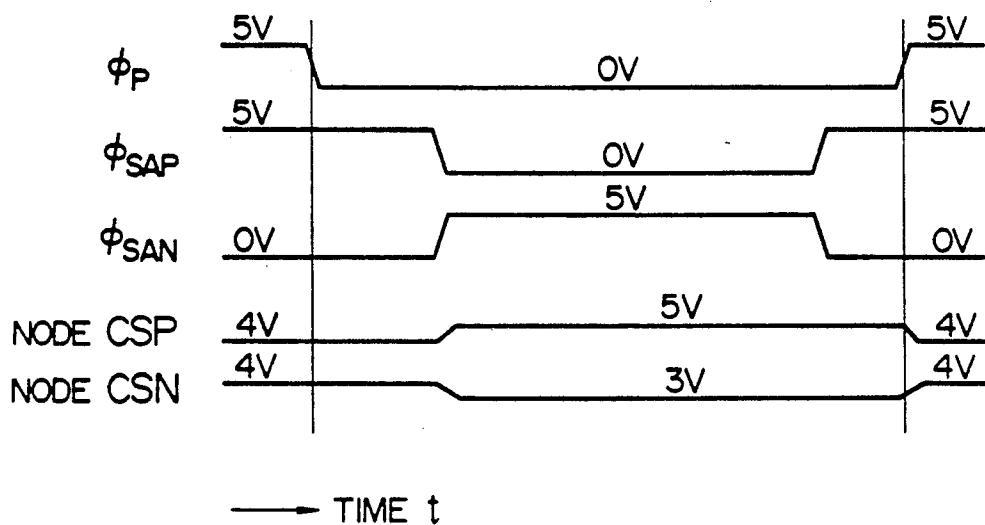 5V 5V
ϕP 0V
5V 5V
ϕSAP 0V
5V
ϕSAN 0V 0V
5V
NODE CSP 4V 4V
4V 4V
NODE CSN 3V
TIME t